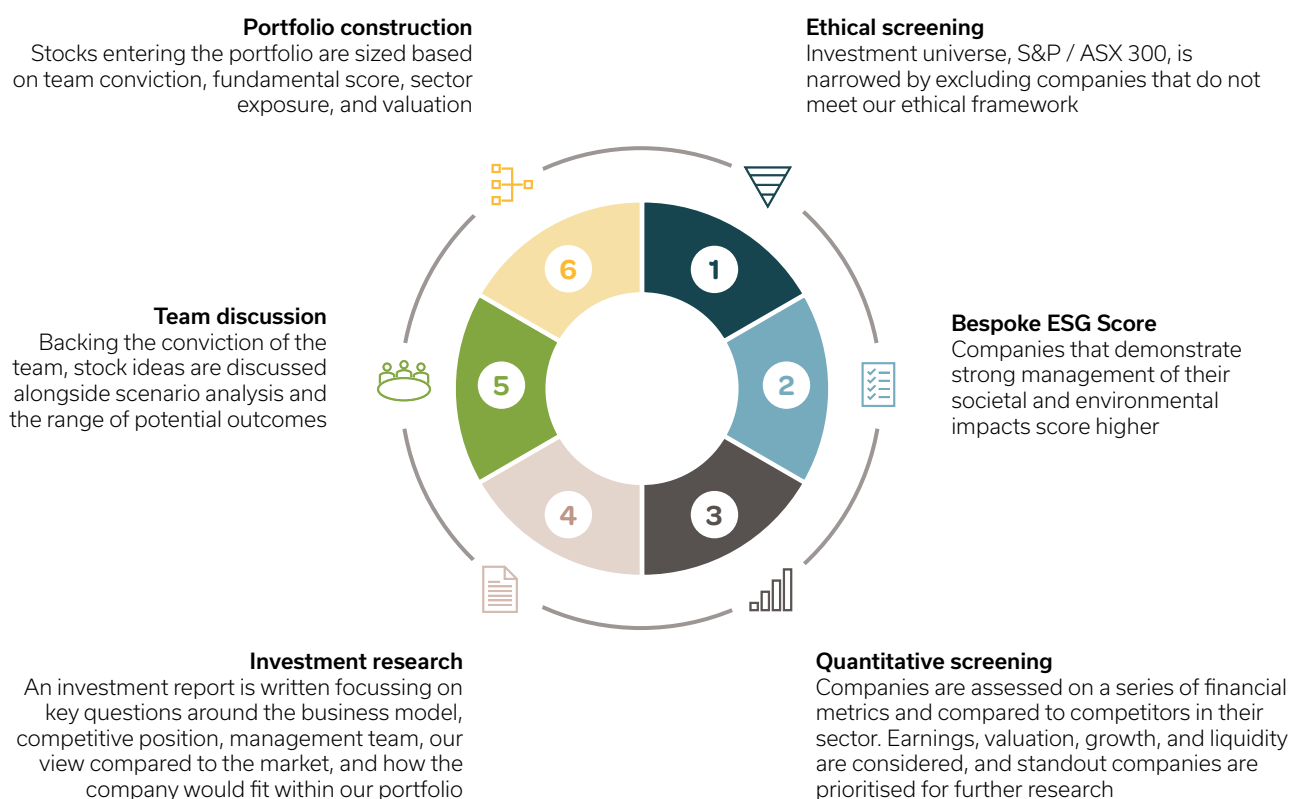 Portfolio construction
Stocks entering the portfolio are sized based
on team conviction, fundamental score, sector
exposure, and valuation
Ethical screening
Investment universe, S&P / ASX 300, is
narrowed by excluding companies that do not
meet our ethical framework
6
1
Team discussion
Backing the conviction of the
team, stock ideas are discussed
alongside scenario analysis and
the range of potential outcomes
5
2
Bespoke ESG Score
Companies that demonstrate
strong management of their
societal and environmental
impacts score higher
4
3
Investment research
An investment report is written focussing on
key questions around the business model,
competitive position, management team, our
view compared to the market, and how the
company would fit within our portfolio
Quantitative screening
Companies are assessed on a series of financial
metrics and compared to competitors in their
sector. Earnings, valuation, growth, and liquidity
are considered, and standout companies are
prioritised for further research